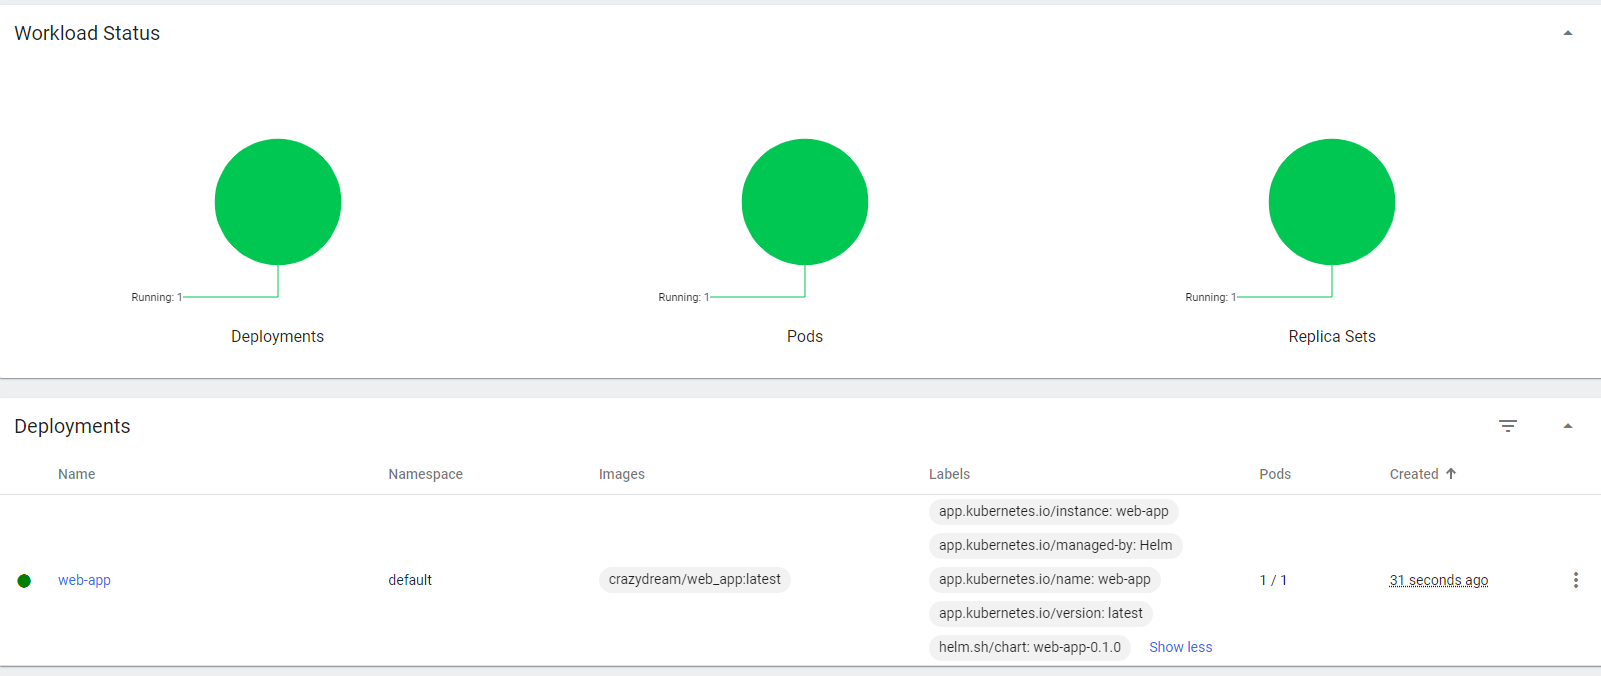 Workload Status
Running: 1
Running: 1
Running: 1
Deployments
Pods
Replica Sets
Deployments
Name Namespace Images Labels Pods Created
app.kubernetes.io/instance: web-app
app.kubernetes.io/managed-by: Helm
web-app default crazydream/web_app:latest app.kubernetes.io/name: web-app 1 / 1 31 seconds ago
app.kubernetes.io/version: latest
helm.sh/chart: web-app-0.1.0 Show less